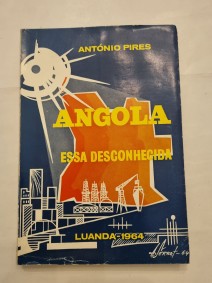 ANTÓNIO PIRES
ANGOLA
ESSA DESCONHECIDA
LUANDA-1964